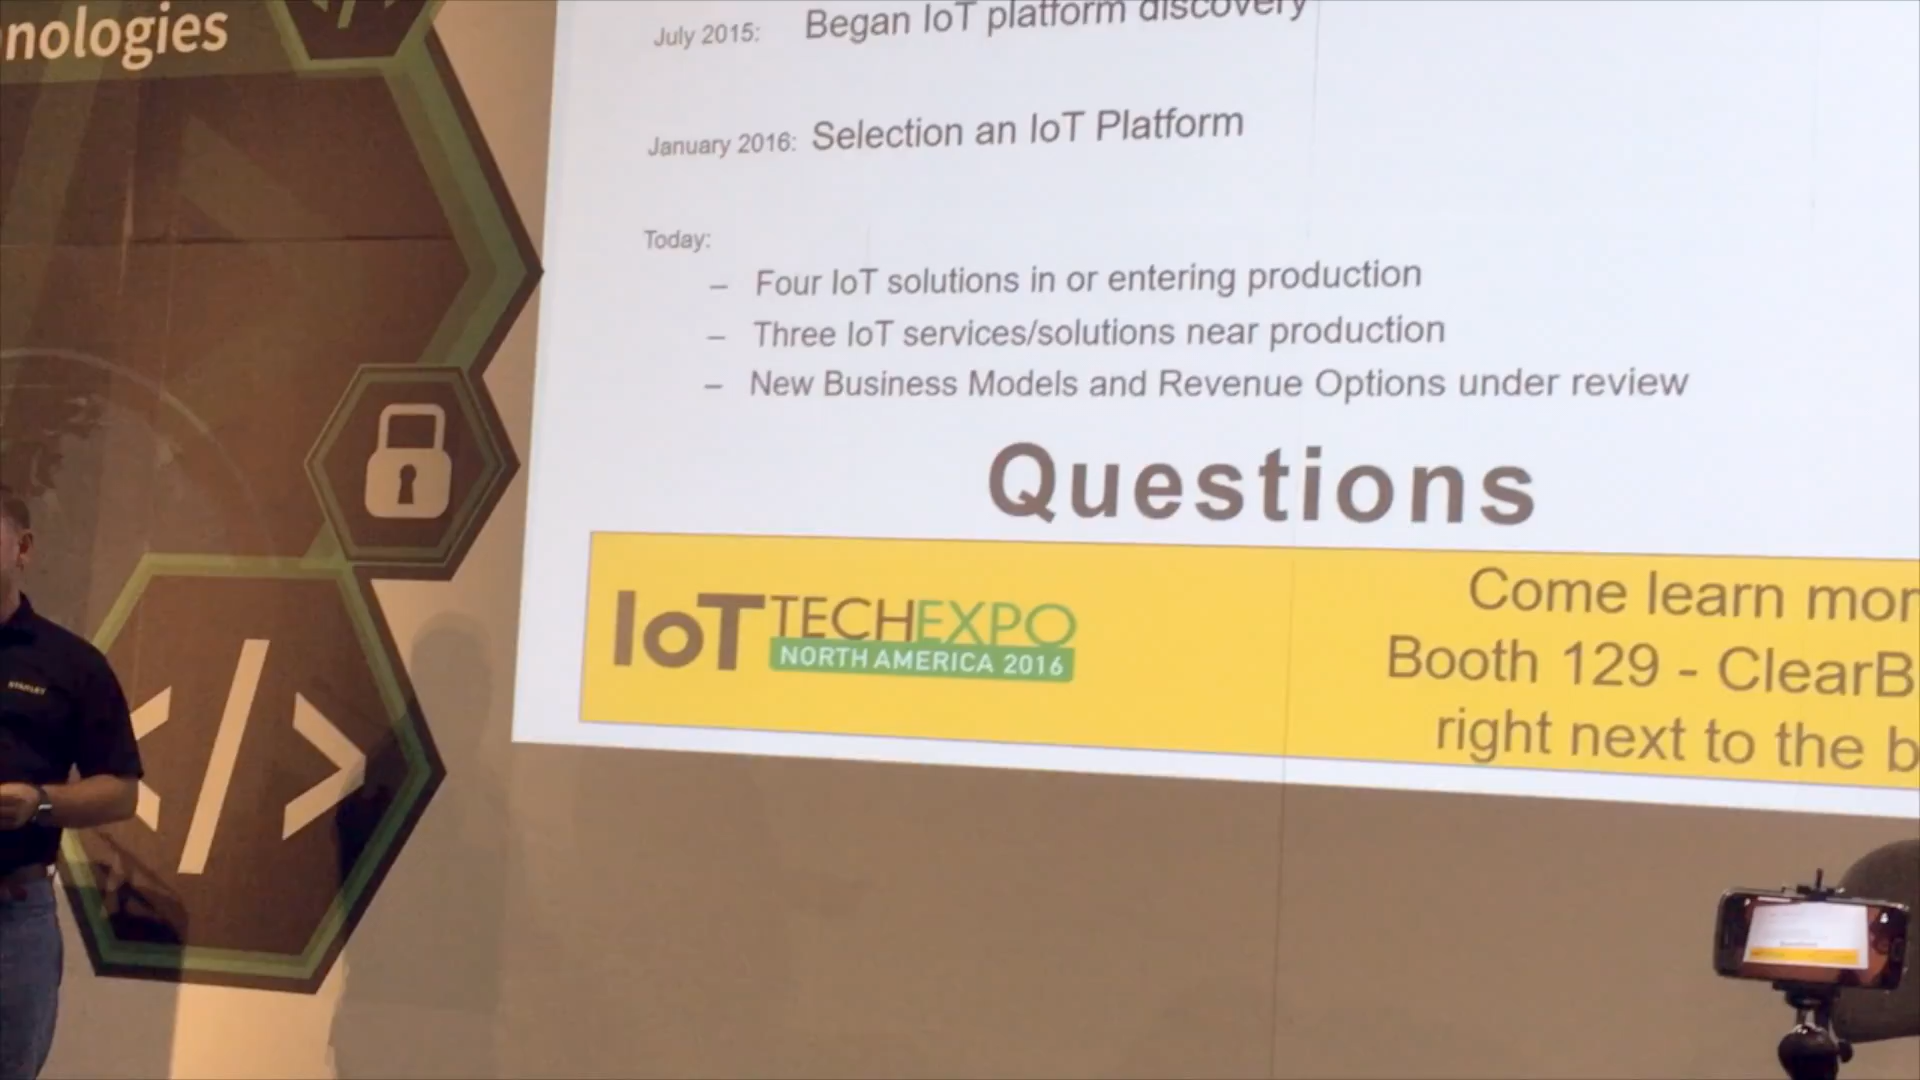 nologies
July 2015: Began IoT platform discovery
January 2016: Selection an IoT Platform
Today:
– Four IoT solutions in or entering production
– Three IoT services/solutions near production
– New Business Models and Revenue Options under review
Questions
IoT TECHEXPO
NORTH AMERICA 2016
Come learn mor
Booth 129 - ClearB
right next to the b
STANLEY
</>